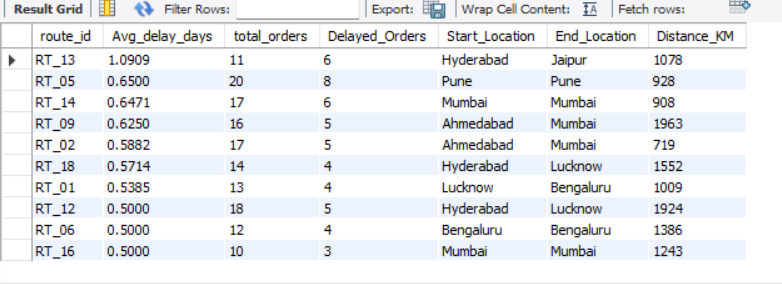 Result Grid Filter Rows: Export: Wrap Cell Content: Fetch rows:
route_id Avg_delay_days total_orders Delayed_Orders Start_Location End_Location Distance_KM
RT_13 1.0909 11 6 Hyderabad Jaipur 1078
RT_05 0.6500 20 8 Pune Pune 928
RT_14 0.6471 17 6 Mumbai Mumbai 908
RT_09 0.6250 16 5 Ahmedabad Mumbai 1963
RT_02 0.5882 17 5 Ahmedabad Mumbai 719
RT_18 0.5714 14 4 Hyderabad Lucknow 1552
RT_01 0.5385 13 4 Lucknow Bengaluru 1009
RT_12 0.5000 18 5 Hyderabad Lucknow 1924
RT_06 0.5000 12 4 Bengaluru Bengaluru 1386
RT_16 0.5000 10 3 Mumbai Mumbai 1243